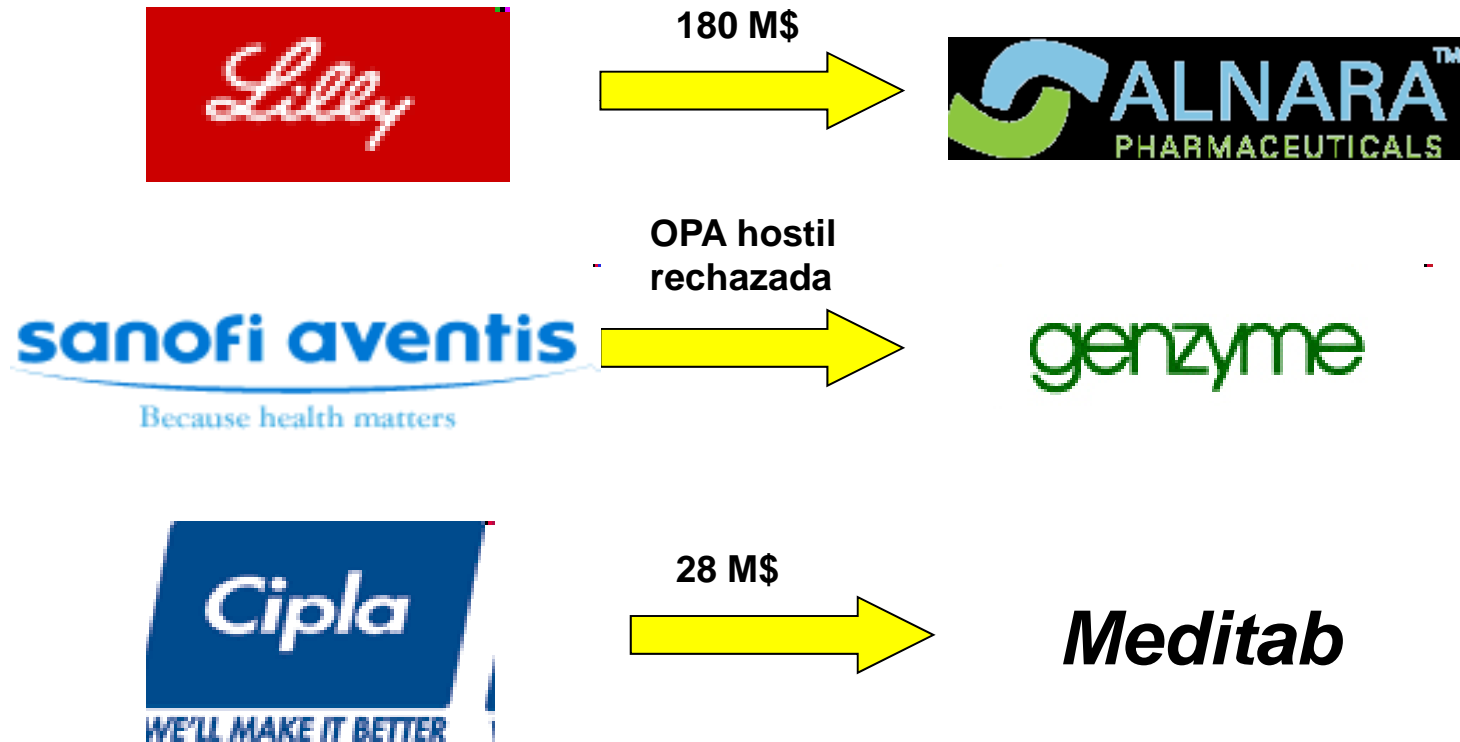 180 M$
Lilly
ALNARA™
PHARMACEUTICALS
OPA hostil
rechazada
sanofi aventis
Because health matters
genzyme
28 M$
Cipla
WE'LL MAKE IT BETTER
Meditab